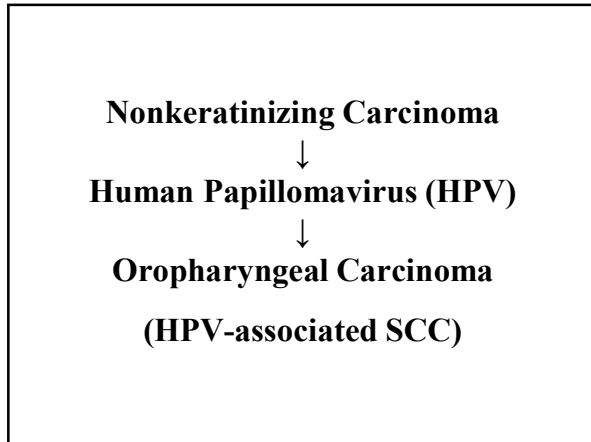 Nonkeratinizing Carcinoma
↓
Human Papillomavirus (HPV)
↓
Oropharyngeal Carcinoma
(HPV-associated SCC)